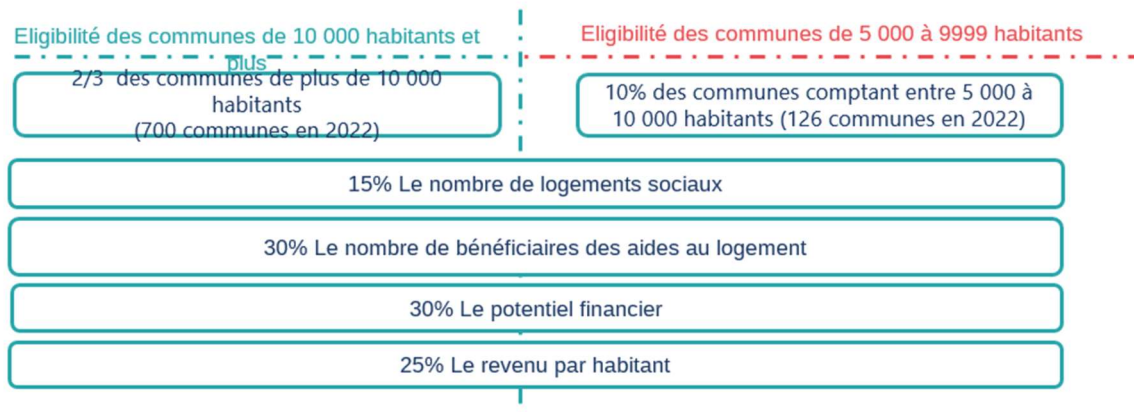 Eligibilité des communes de 10 000 habitants et
plus
2/3 des communes de plus de 10 000
habitants
(700 communes en 2022)
Eligibilité des communes de 5 000 à 9999 habitants
10% des communes comptant entre 5 000 à
10 000 habitants (126 communes en 2022)
15% Le nombre de logements sociaux
30% Le nombre de bénéficiaires des aides au logement
30% Le potentiel financier
25% Le revenu par habitant